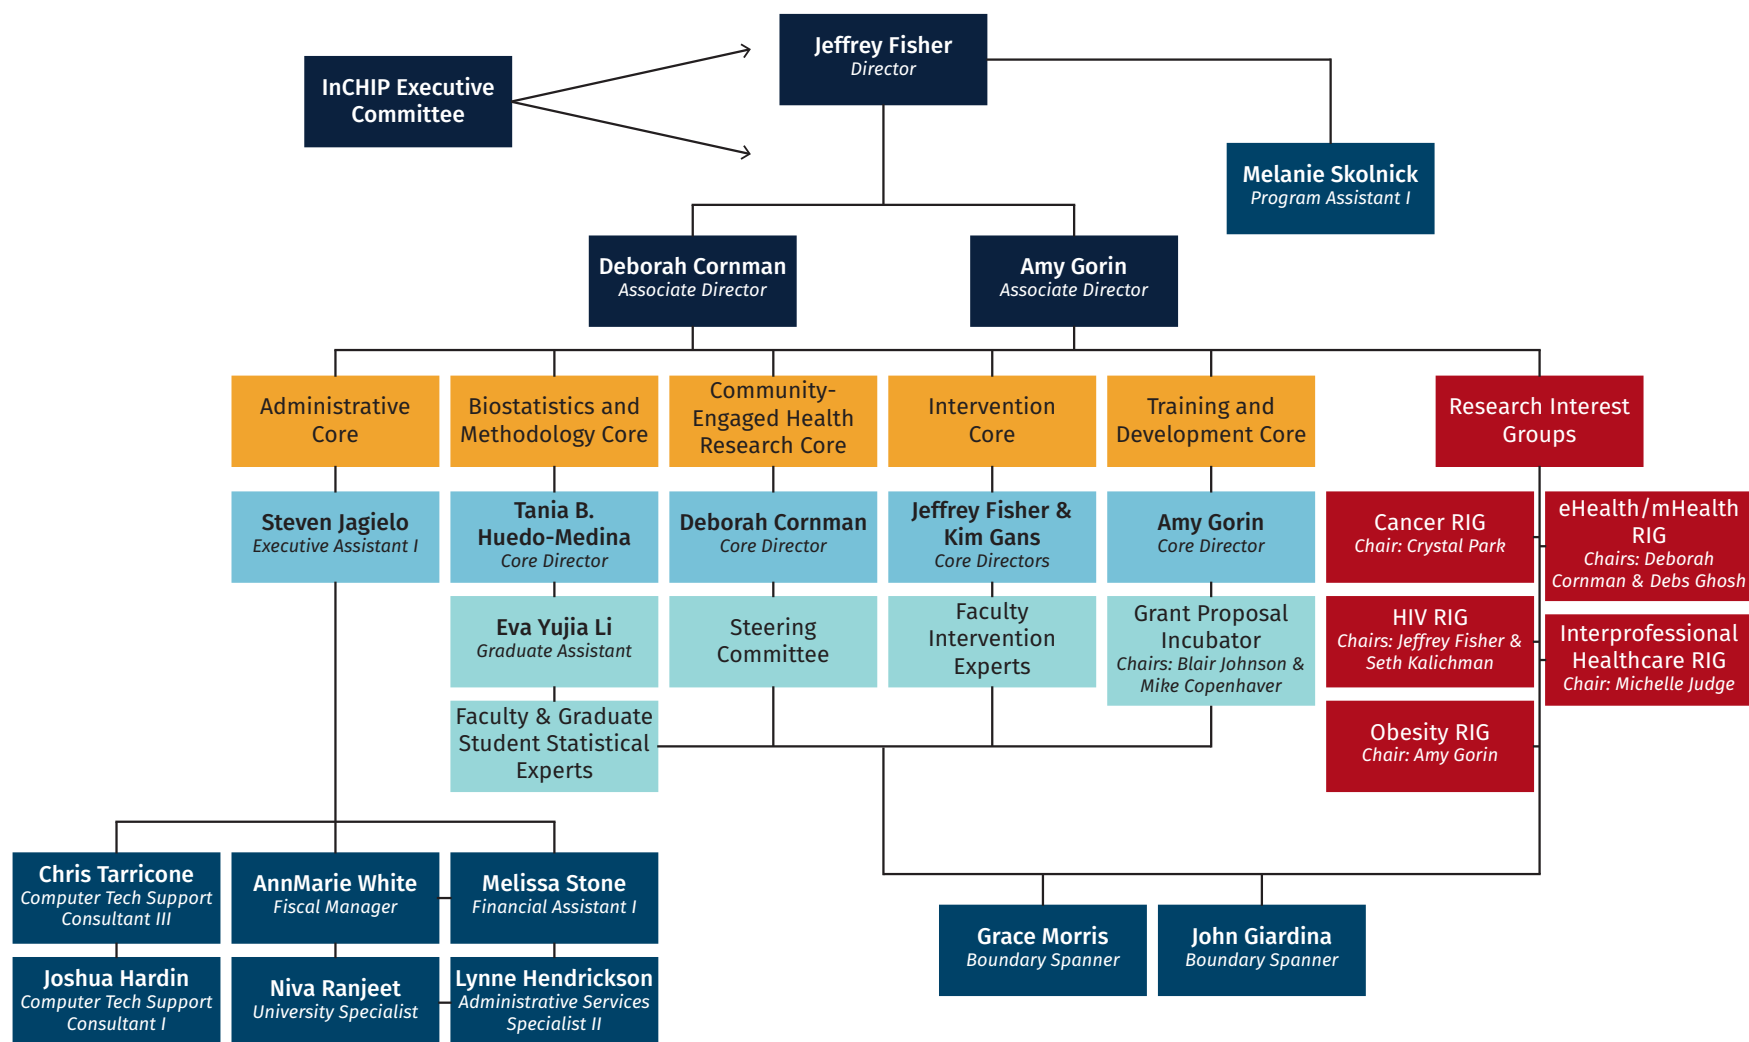 Jeffrey Fisher
Director
InCHIP Executive
Committee
Melanie Skolnick
Program Assistant I
Deborah Cornman
Associate Director
Amy Gorin
Associate Director
Administrative
Core
Biostatistics and
Methodology Core
Community-
Engaged Health
Research Core
Intervention
Core
Training and
Development Core
Research Interest
Groups
Steven Jagielo
Executive Assistant I
Tania B.
Huedo-Medina
Core Director
Deborah Cornman
Core Director
Jeffrey Fisher &
Kim Gans
Core Directors
Amy Gorin
Core Director
Cancer RIG
Chair: Crystal Park
eHealth/mHealth
RIG
Chairs: Deborah
Cornman & Debs Ghosh
Eva Yujia Li
Graduate Assistant
Steering
Committee
Faculty
Intervention
Experts
Grant Proposal
Incubator
Chairs: Blair Johnson &
Mike Copenhaver
HIV RIG
Chairs: Jeffrey Fisher &
Seth Kalichman
Interprofessional
Healthcare RIG
Chair: Michelle Judge
Faculty & Graduate
Student Statistical
Experts
Obesity RIG
Chair: Amy Gorin
Chris Tarricone
Computer Tech Support
Consultant III
AnnMarie White
Fiscal Manager
Melissa Stone
Financial Assistant I
Grace Morris
Boundary Spanner
John Giardina
Boundary Spanner
Joshua Hardin
Computer Tech Support
Consultant I
Niva Ranjeet
University Specialist
Lynne Hendrickson
Administrative Services
Specialist II